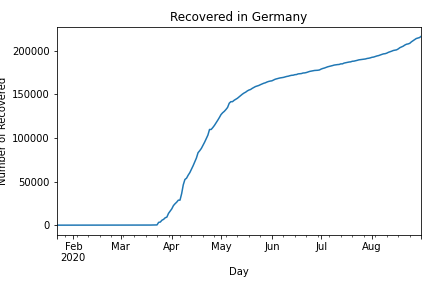 Recovered in Germany
Number of Recovered
200000
150000
100000
50000
0
Feb Mar Apr May Jun Jul Aug
2020
Day